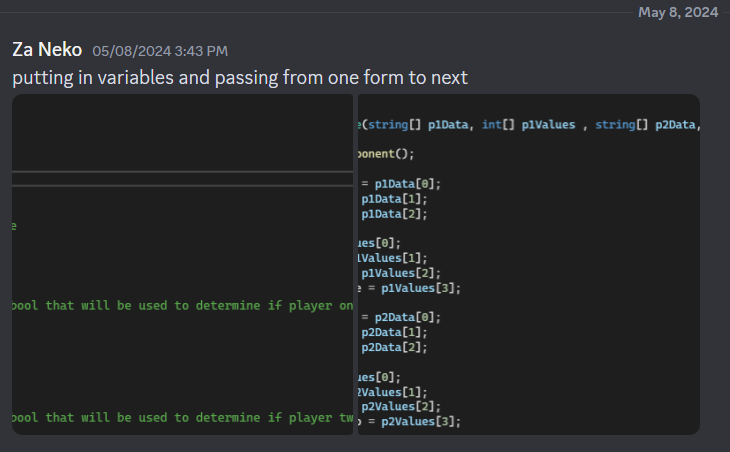 May 8, 2024
Za Neko 05/08/2024 3:43 PM
putting in variables and passing from one form to next
e
pool that will be used to determine if player on
pool that will be used to determine if player tw
(string[] p1Data, int[] p1Values , string[] p2Data,
ponent();
= p1Data[0];
p1Data[1];
p1Data[2];
ues[0];
1Values[1];
p1Values[2];
e = p1Values[3];
= p2Data[0];
p2Data[1];
p2Data[2];
ues[0];
2Values[1];
p2Values[2];
= p2Values[3];